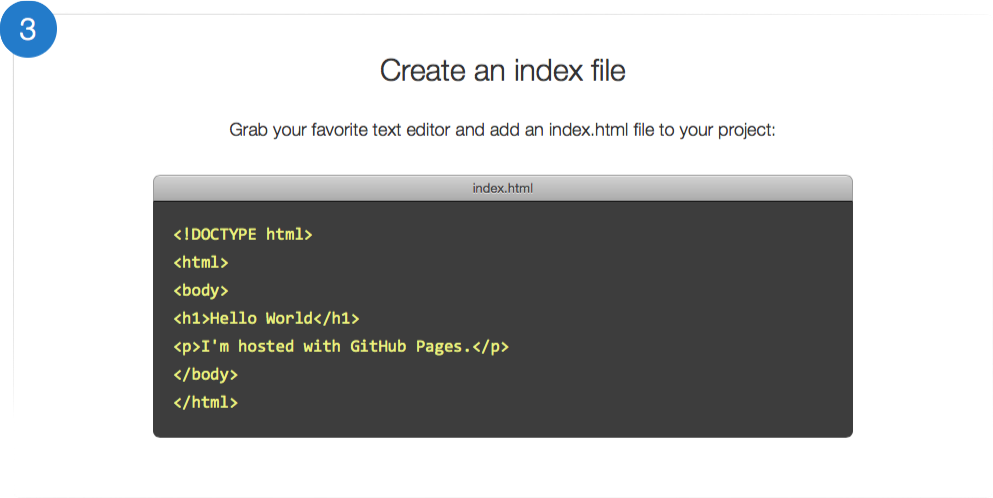 3
Create an index file
Grab your favorite text editor and add an index.html file to your project:
index.html
<!DOCTYPE html>
<html>
<body>
<h1>Hello World</h1>
<p>I'm hosted with GitHub Pages.</p>
</body>
</html>